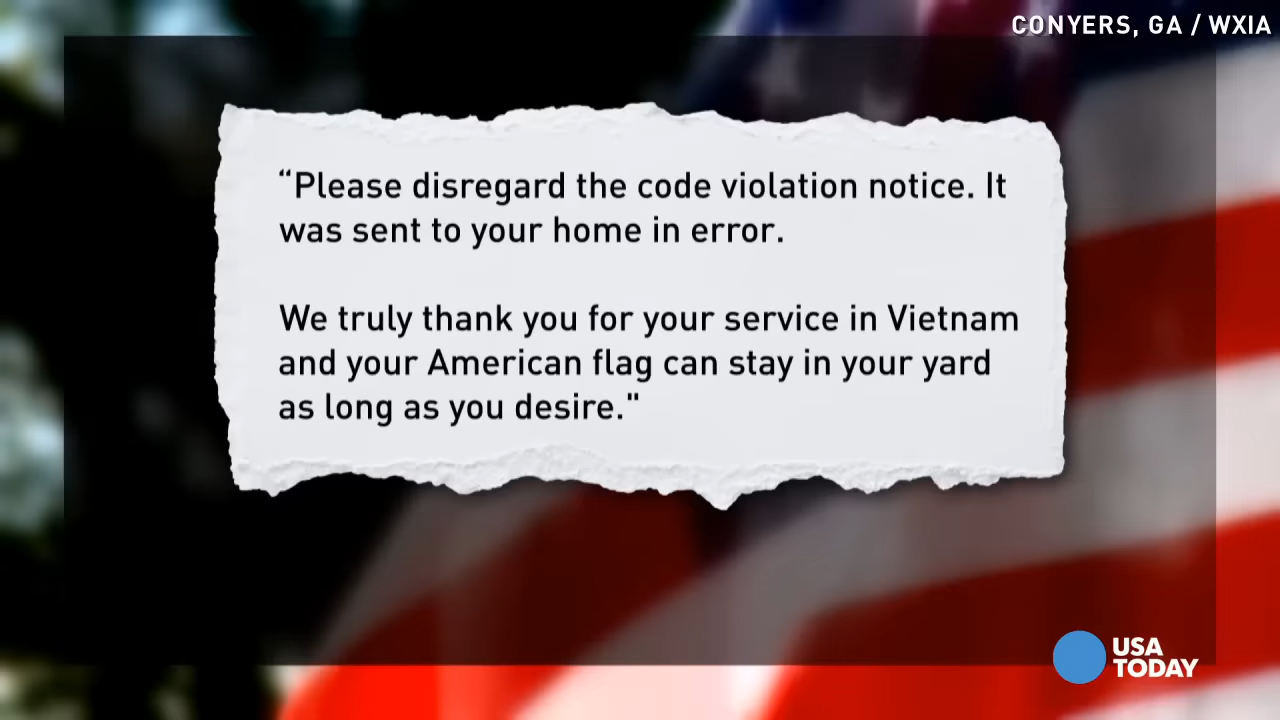 CONYERS, GA / WXIA
“Please disregard the code violation notice. It
was sent to your home in error.
We truly thank you for your service in Vietnam
and your American flag can stay in your yard
as long as you desire."
USA
TODAY